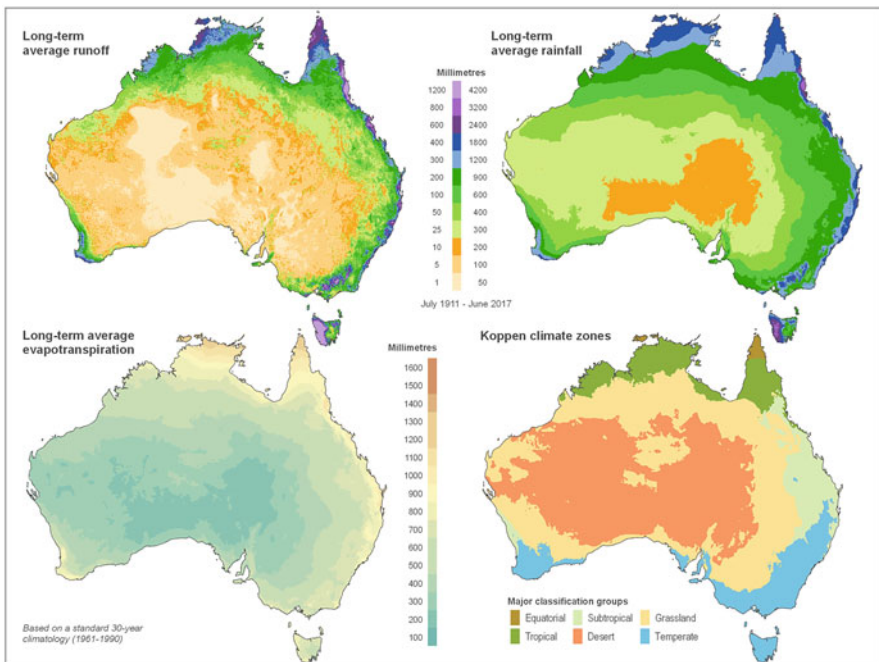 Long-term
average runoff
Long-term
average rainfall
Millimetres
1200 4200
800 3200
600 2400
400 1800
300 1200
200 900
100 600
50 400
25 300
10 200
5 100
1 50
July 1911 - June 2017
Long-term average
evapotranspiration
Millimetres
1600
1400
1300
1200
1100
1000
900
800
700
600
500
400
300
200
100
Based on a standard 30-year
climatology (1961-1990)
Koppen climate zones
Major classification groups
Equatorial Subtropical Grassland
Tropical Desert Temperate